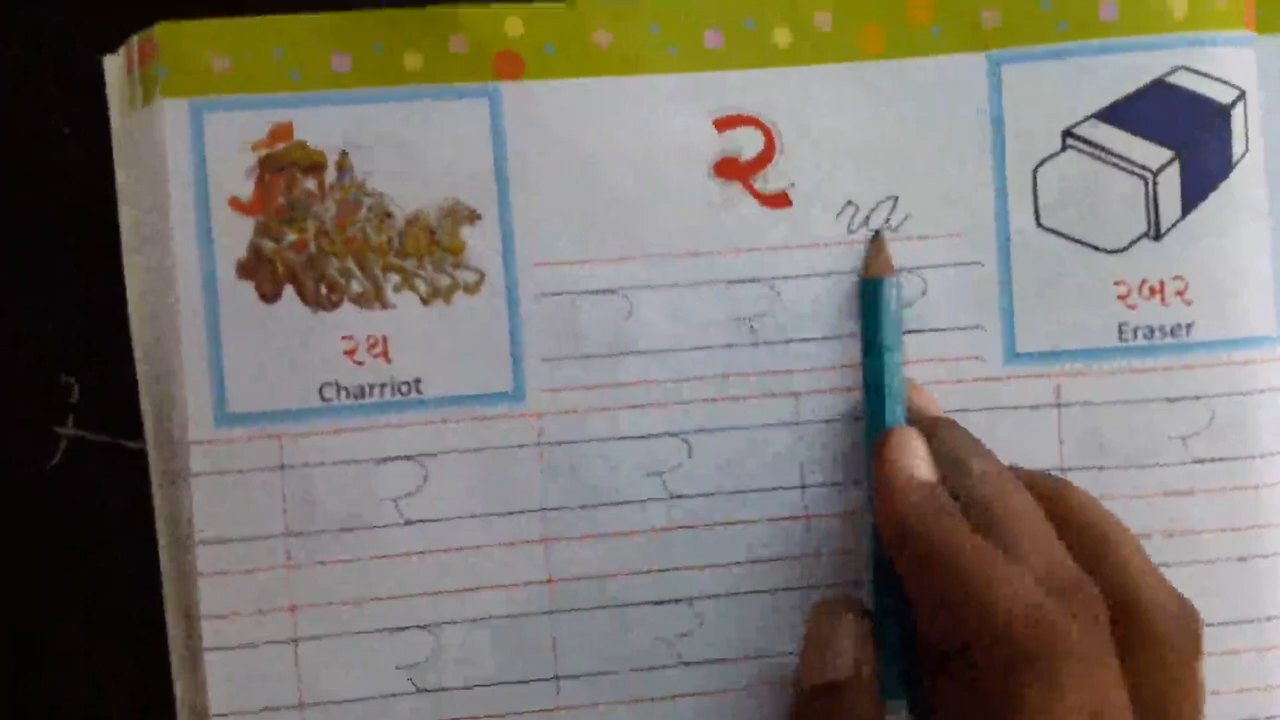 ર
ra
રથ
Charriot
રબર
Eraser
ર ર ર
ર ર ર
ર ર